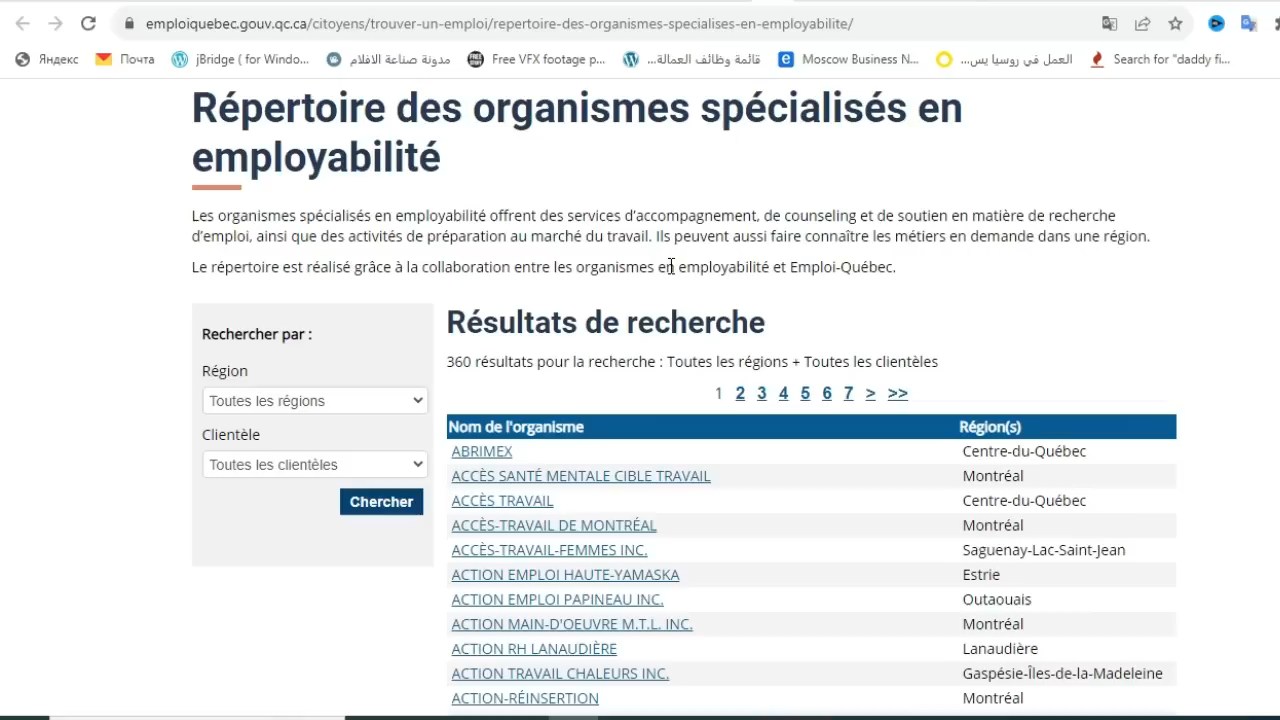 emploiquebec.gouv.qc.ca/citoyens/trouver-un-emploi/repertoire-des-organismes-specialises-en-employabilite/
Яндекс
Почта
jBridge ( for Windo...
مدونة صناعة الافلام
Free VFX footage p...
قائمة وظائف العمالة...
Moscow Business N...
العمل في روسيا يس...
Search for "daddy fi...
Répertoire des organismes spécialisés en
employabilité
Les organismes spécialisés en employabilité offrent des services d'accompagnement, de counseling et de soutien en matière de recherche
d'emploi, ainsi que des activités de préparation au marché du travail. Ils peuvent aussi faire connaître les métiers en demande dans une région.
Le répertoire est réalisé grâce à la collaboration entre les organismes en employabilité et Emploi-Québec.
Rechercher par :
Région
Toutes les régions
Clientèle
Toutes les clientèles
Chercher
Résultats de recherche
360 résultats pour la recherche : Toutes les régions + Toutes les clientèles
1 2 3 4 5 6 7 > >>
Nom de l'organisme Région(s)
ABRIMEX Centre-du-Québec
ACCÈS SANTÉ MENTALE CIBLE TRAVAIL Montréal
ACCÈS TRAVAIL Centre-du-Québec
ACCÈS-TRAVAIL DE MONTRÉAL Montréal
ACCÈS-TRAVAIL-FEMMES INC. Saguenay-Lac-Saint-Jean
ACTION EMPLOI HAUTE-YAMASKA Estrie
ACTION EMPLOI PAPINEAU INC. Outaouais
ACTION MAIN-D'OEUVRE M.T.L. INC. Montréal
ACTION RH LANAUDIÈRE Lanaudière
ACTION TRAVAIL CHALEURS INC. Gaspésie-Îles-de-la-Madeleine
ACTION-RÉINSERTION Montréal